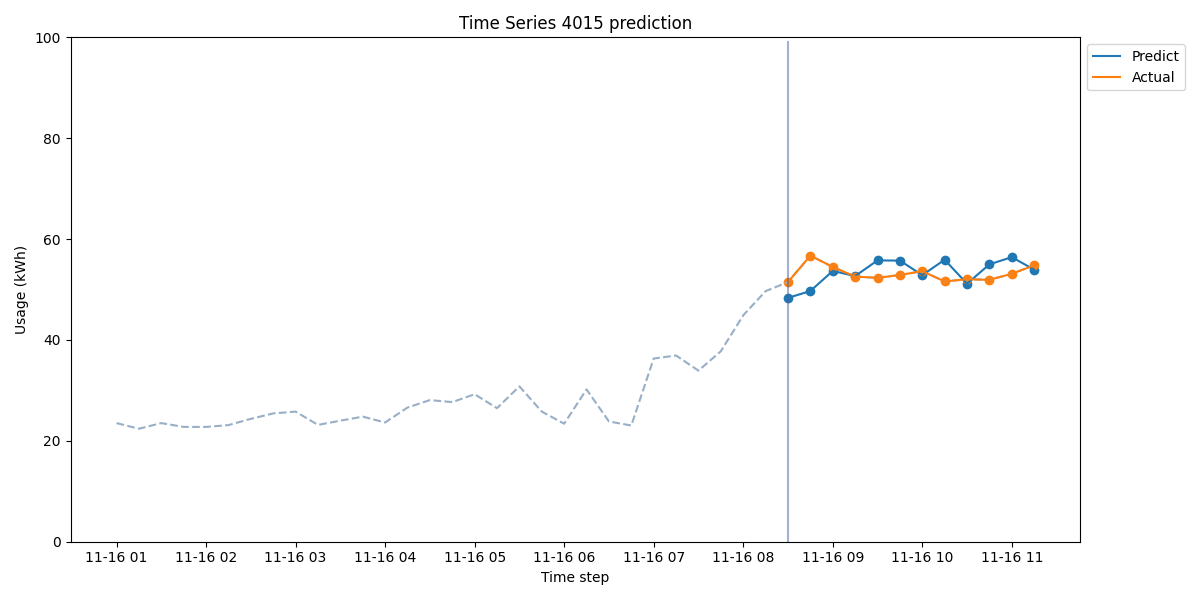 Time Series 4015 prediction
100
80
60
40
20
0
Usage (kWh)
Predict
Actual
11-16 01 11-16 02 11-16 03 11-16 04 11-16 05 11-16 06 11-16 07 11-16 08 11-16 09 11-16 10 11-16 11
Time step